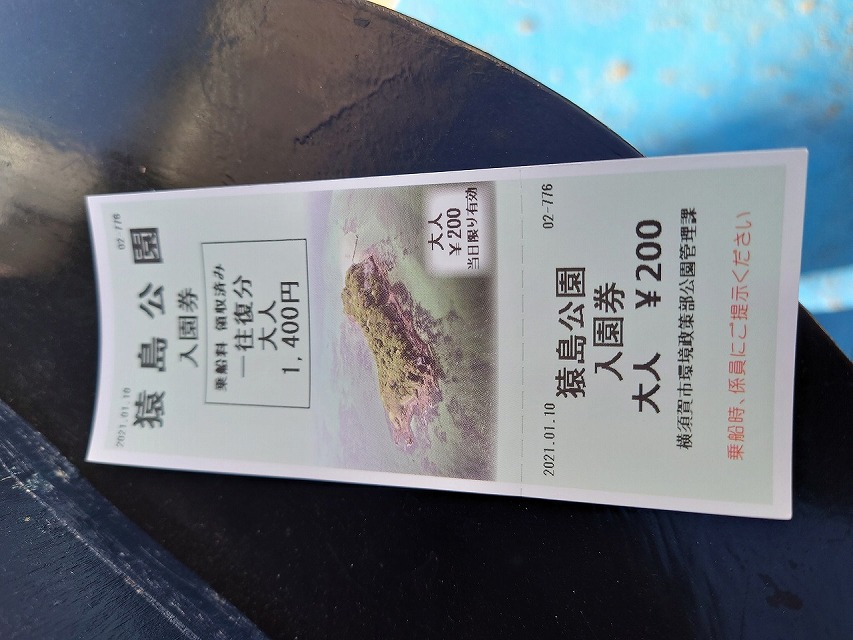 2021.01.10 02-776
猿島公園
入園券
乗船料 領収済み
一往復分
大人
1,400円
大人
￥200
当日限り有効
2021.01.10 02-776
猿島公園
入園券
大人 ￥200
横須賀市環境政策部公園管理課
乗船時、係員にご提示ください